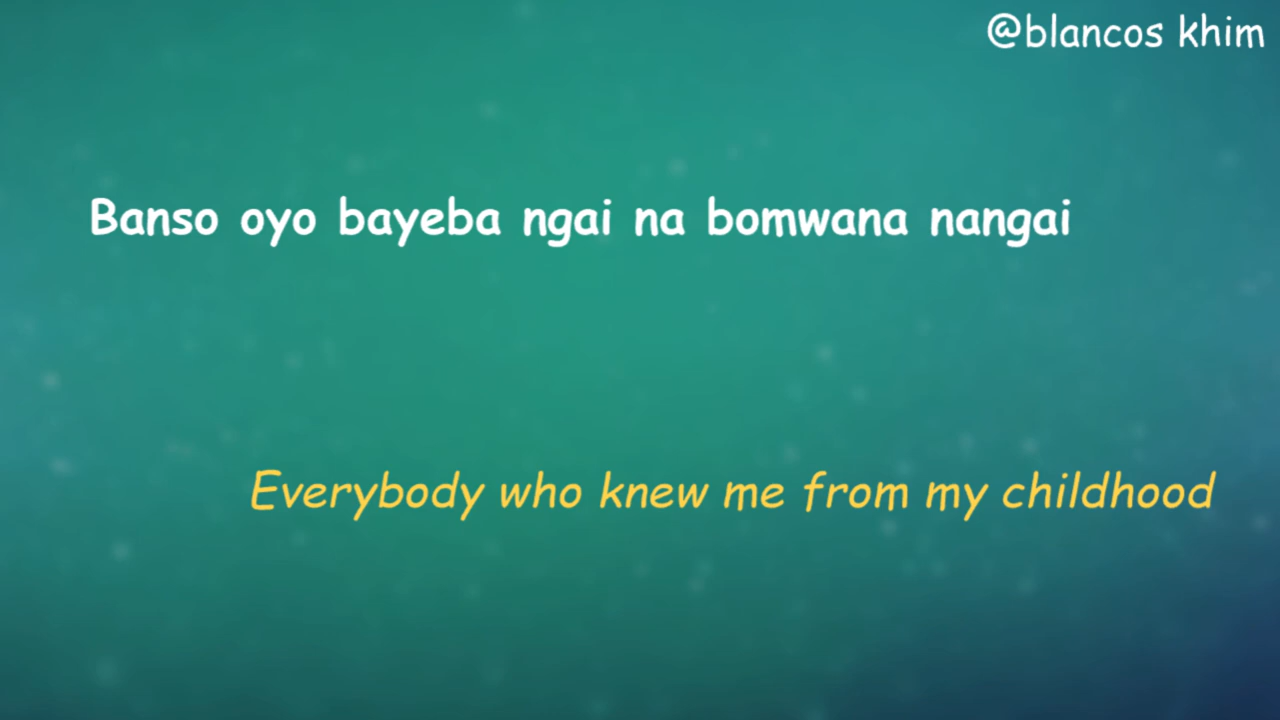 @blancos khim
Banso oyo bayeba ngai na bomwana nangai
Everybody who knew me from my childhood